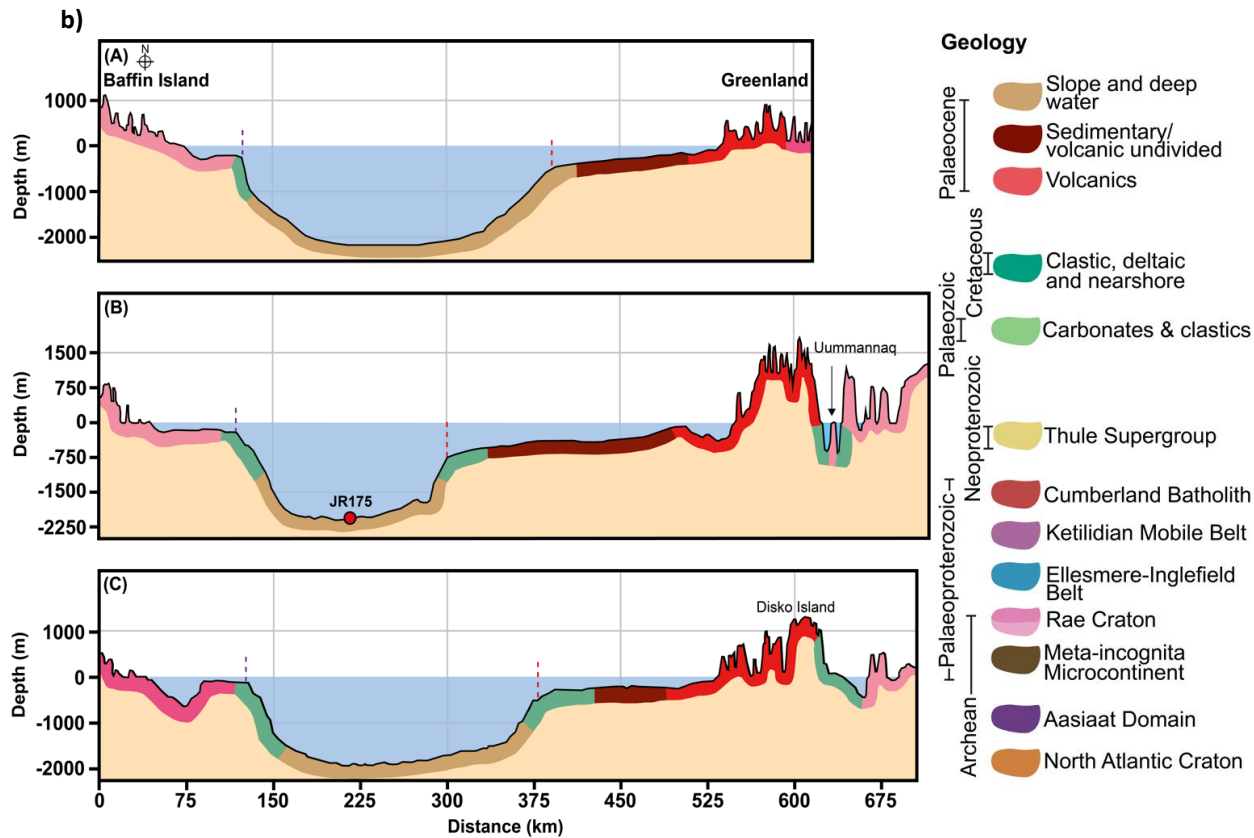 b)
(A)
N
Baffin Island
Greenland
1000
0
-1000
-2000
Depth (m)
(B)
Uummannaq
1500
750
0
-750
-1500
-2250
Depth (m)
JR175
(C)
Disko Island
1000
0
-1000
-2000
Depth (m)
0 75 150 225 300 375 450 525 600 675
Distance (km)
Geology
Palaeocene
Slope and deep
water
Sedimentary/
volcanic undivided
Volcanics
Cretaceous
Clastic, deltaic
and nearshore
Palaeozoic
Carbonates & clastics
Neoproterozoic
Thule Supergroup
Palaeoproterozoic
Cumberland Batholith
Ketilidian Mobile Belt
Ellesmere-Inglefield
Belt
Archean
Rae Craton
Meta-incognita
Microcontinent
Aasiaat Domain
North Atlantic Craton